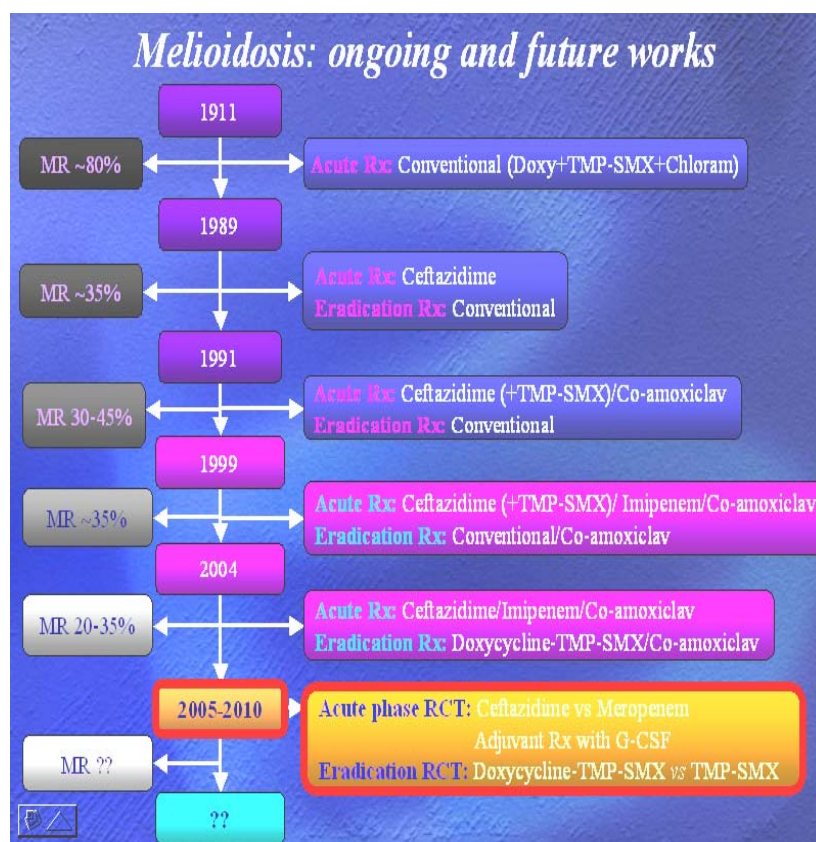 Melioidosis: ongoing and future works
1911
MR ~80%
Acute Rx: Conventional (Doxy+TMP-SMX+Chloram)
1989
MR ~35%
Acute Rx: Ceftazidime
Eradication Rx: Conventional
1991
MR 30-45%
Acute Rx: Ceftazidime (+TMP-SMX)/Co-amoxiclav
Eradication Rx: Conventional
1999
MR ~35%
Acute Rx: Ceftazidime (+TMP-SMX)/ Imipenem/Co-amoxiclav
Eradication Rx: Conventional/Co-amoxiclav
2004
MR 20-35%
Acute Rx: Ceftazidime/Imipenem/Co-amoxiclav
Eradication Rx: Doxycycline-TMP-SMX/Co-amoxiclav
2005-2010
Acute phase RCT: Ceftazidime vs Meropenem
Adjuvant Rx with G-CSF
Eradication RCT: Doxycycline-TMP-SMX vs TMP-SMX
MR ??
??